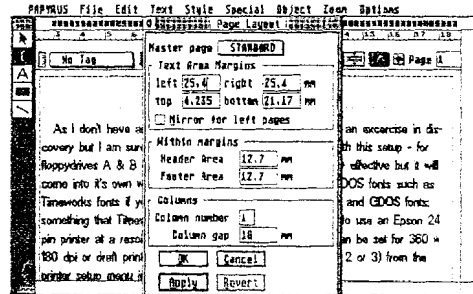 PAPYRUS File Edit Text Style Special Object Zoom Options
Page Layout
Master page STANDARD
No Tag
Page 1
Text Area Margins
left 25.4 right 25.4 mm
top 4.235 bottom 21.17 mm
Mirror for left pages
Within margins
Header Area 12.7 mm
Footer Area 12.7 mm
Columns
Column number 1
Column gap 10 mm
OK Cancel
Apply Revert
As I don't have a
an excercise in dis-
covery but I am sur
th this setup - for
floppydrives A & B
effective but it will
come into it's own w
DOS fonts such as
Timeworks fonts if y
and GDOS fonts:
something that Timew
to use an Epson 24
pin printer at a resol
an be set for 360 x
180 dpi or draft print
2 or 3) from the
printer setup menu i